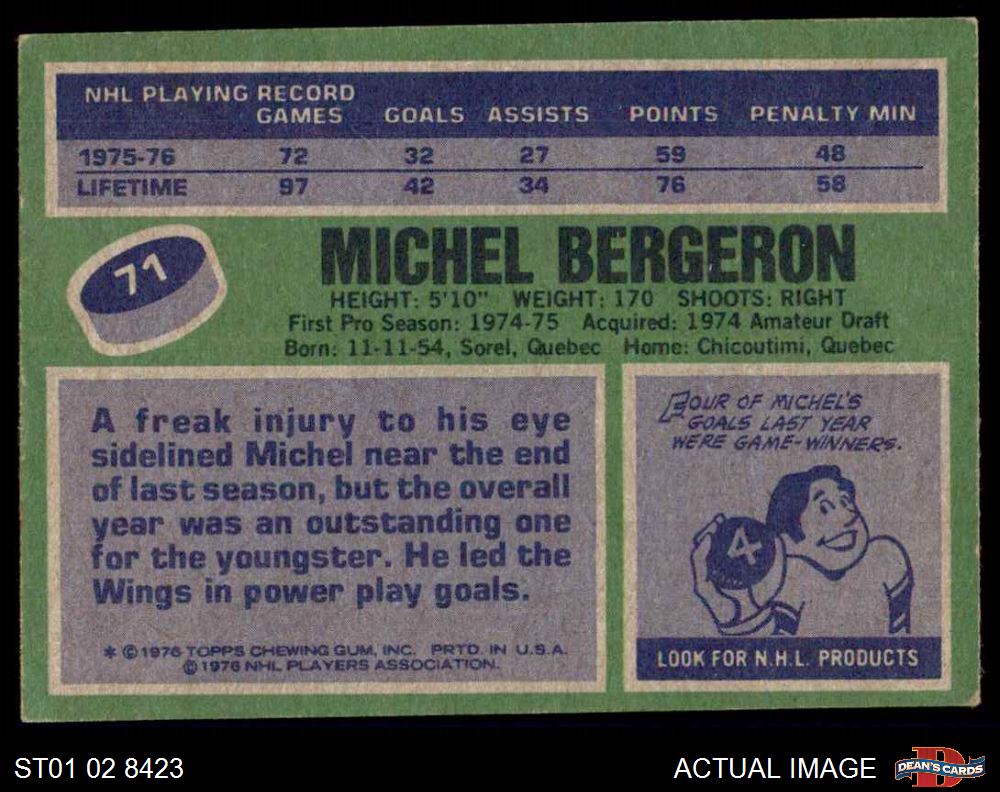 NHL PLAYING RECORD
GAMES GOALS ASSISTS POINTS PENALTY MIN
1975-76 72 32 27 59 48
LIFETIME 97 42 34 76 58
71
MICHEL BERGERON
HEIGHT: 5'10" WEIGHT: 170 SHOOTS: RIGHT
First Pro Season: 1974-75 Acquired: 1974 Amateur Draft
Born: 11-11-54, Sorel, Quebec Home: Chicoutimi, Quebec
A freak injury to his eye
sidelined Michel near the end
of last season, but the overall
year was an outstanding one
for the youngster. He led the
Wings in power play goals.
* © 1976 TOPPS CHEWING GUM, INC. PRTD. IN U.S.A.
© 1976 NHL PLAYERS ASSOCIATION.
FOUR OF MICHEL'S
GOALS LAST YEAR
WERE GAME-WINNERS.
4
LOOK FOR N.H.L. PRODUCTS
ST01 02 8423
ACTUAL IMAGE
D
DEAN'S CARDS